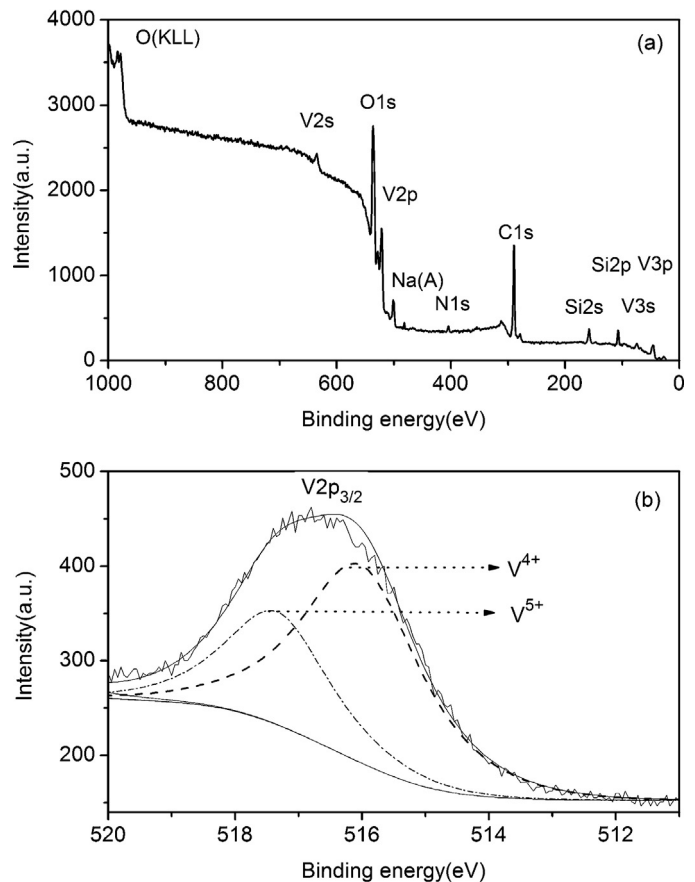 (a)
O(KLL)
V2s
O1s
V2p
Na(A)
N1s
C1s
Si2s
Si2p V3p
V3s
Intensity(a.u.)
4000
3000
2000
1000
0
1000 800 600 400 200 0
Binding energy(eV)
(b)
V2p3/2
V4+
V5+
Intensity(a.u.)
500
400
300
200
520 518 516 514 512
Binding energy(eV)